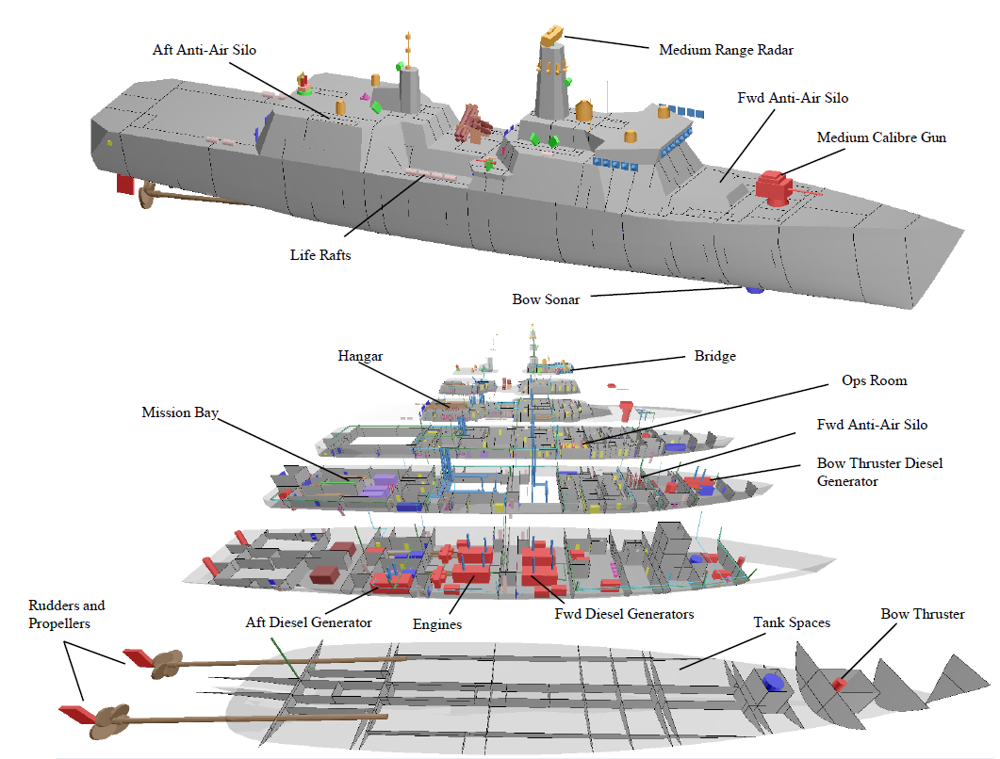 Aft Anti-Air Silo
Medium Range Radar
Fwd Anti-Air Silo
Medium Calibre Gun
Life Rafts
Bow Sonar
Hangar
Bridge
Ops Room
Mission Bay
Fwd Anti-Air Silo
Bow Thruster Diesel
Generator
Rudders and
Propellers
Aft Diesel Generator
Engines
Fwd Diesel Generators
Tank Spaces
Bow Thruster